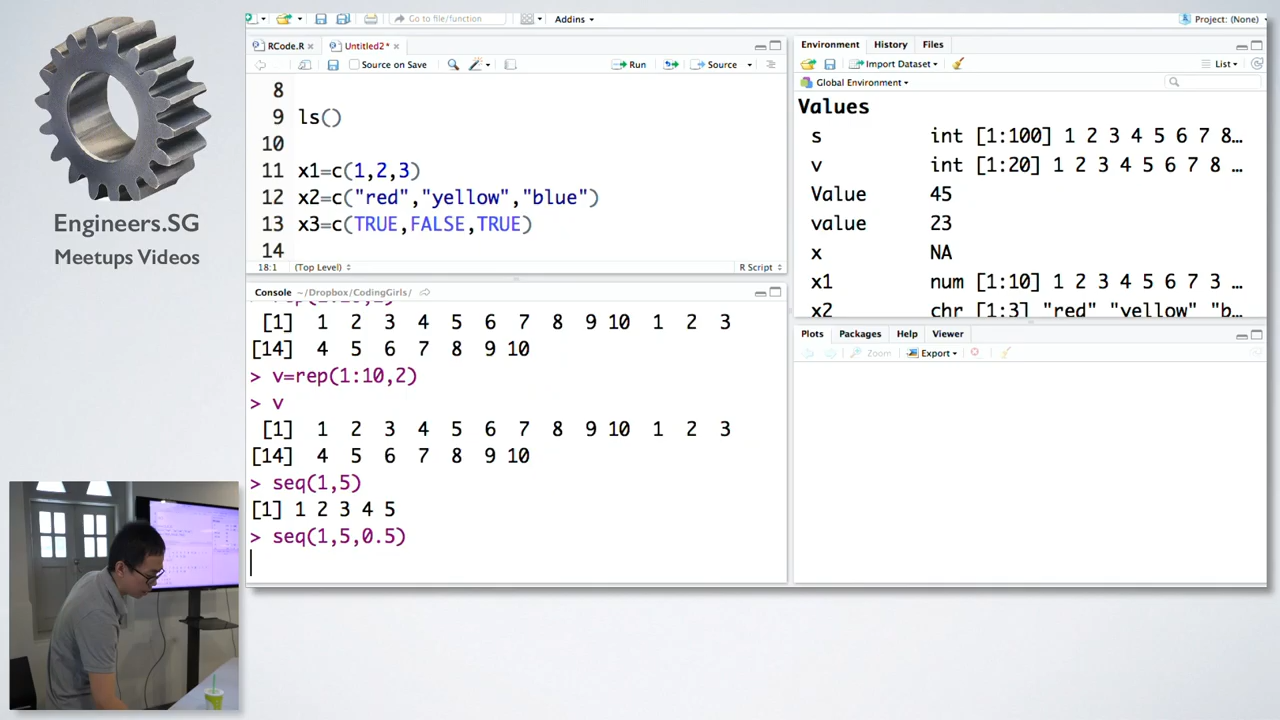 Engineers.SG
Meetups Videos
Go to file/function
Addins
Project: (None)
RCode.R
Untitled2*
Source on Save
Run
Source
8
9 ls()
10
11 x1=c(1,2,3)
12 x2=c("red","yellow","blue")
13 x3=c(TRUE,FALSE,TRUE)
14
18:1 (Top Level)
R Script
Console ~/Dropbox/CodingGirls/
[1] 1 2 3 4 5 6 7 8 9 10 1 2 3
[14] 4 5 6 7 8 9 10
> v=rep(1:10,2)
> v
[1] 1 2 3 4 5 6 7 8 9 10 1 2 3
[14] 4 5 6 7 8 9 10
> seq(1,5)
[1] 1 2 3 4 5
> seq(1,5,0.5)
Environment History Files
Import Dataset
List
Global Environment
Values
s int [1:100] 1 2 3 4 5 6 7 8…
v int [1:20] 1 2 3 4 5 6 7 8 …
Value 45
value 23
x NA
x1 num [1:10] 1 2 3 4 5 6 7 3 …
x2 chr [1:3] "red" "yellow" "b…
Plots Packages Help Viewer
Zoom Export